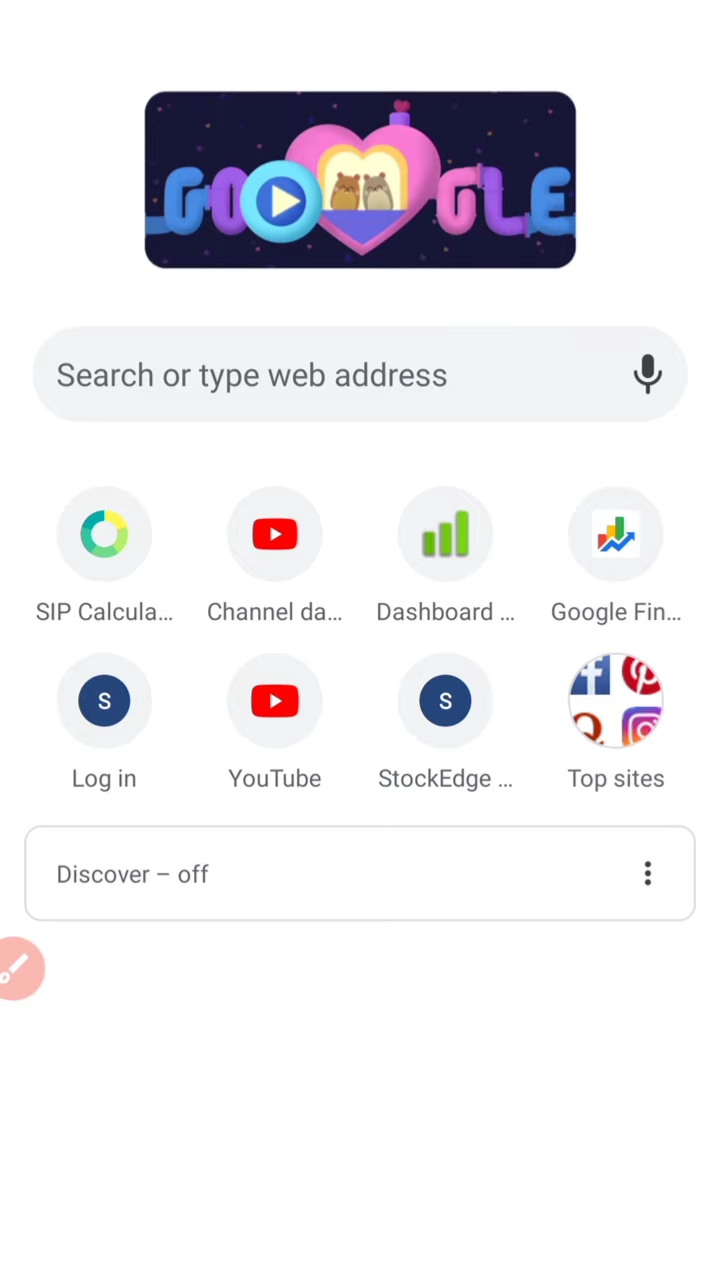 GOOGLE
Search or type web address
SIP Calcula...
Channel da...
Dashboard ...
Google Fin...
S
Log in
YouTube
S
StockEdge ...
Top sites
Discover – off